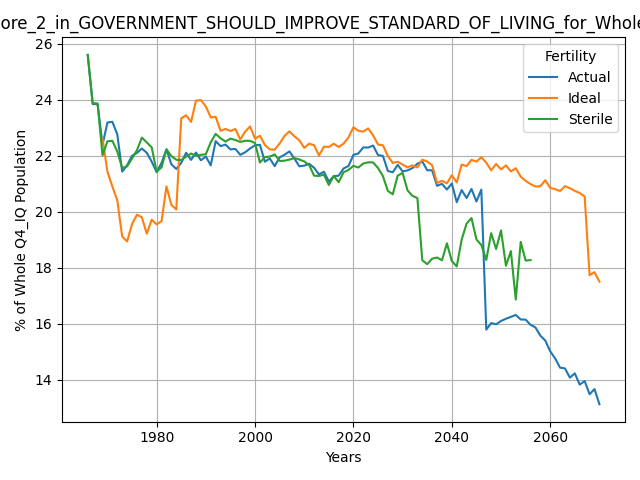 ore_2_in_GOVERNMENT_SHOULD_IMPROVE_STANDARD_OF_LIVING_for_Whole
26
24
22
20
18
16
14
% of Whole Q4_IQ Population
Fertility
Actual
Ideal
Sterile
1980
2000
2020
2040
2060
Years